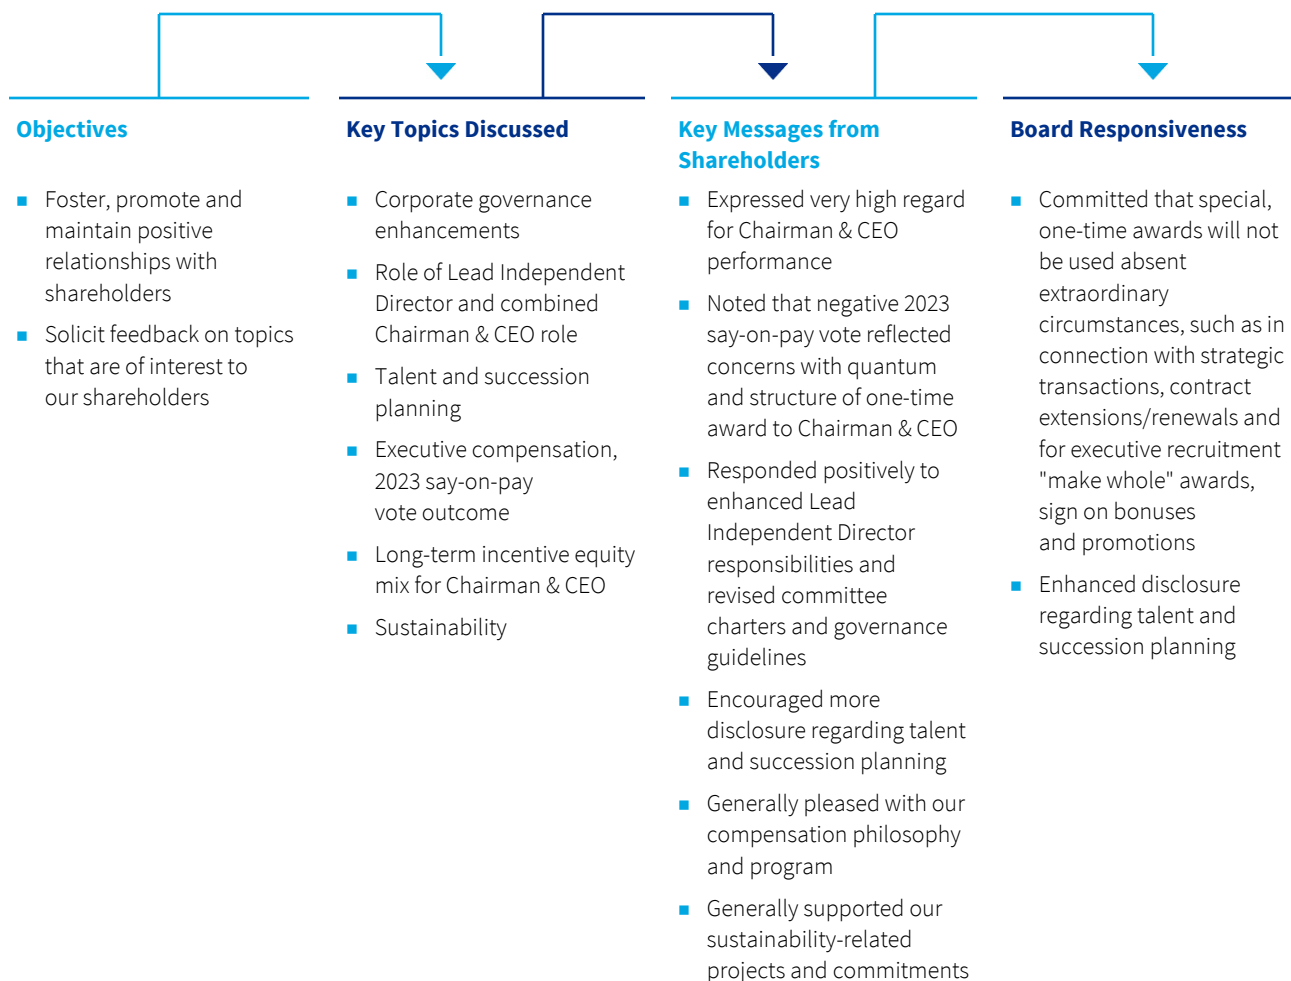 Objectives
Foster, promote and
maintain positive
relationships with
shareholders
Solicit feedback on topics
that are of interest to
our shareholders
Key Topics Discussed
Corporate governance
enhancements
Role of Lead Independent
Director and combined
Chairman & CEO role
Talent and succession
planning
Executive compensation,
2023 say-on-pay
vote outcome
Long-term incentive equity
mix for Chairman & CEO
Sustainability
Key Messages from
Shareholders
Expressed very high regard
for Chairman & CEO
performance
Noted that negative 2023
say-on-pay vote reflected
concerns with quantum
and structure of one-time
award to Chairman & CEO
Responded positively to
enhanced Lead
Independent Director
responsibilities and
revised committee
charters and governance
guidelines
Encouraged more
disclosure regarding talent
and succession planning
Generally pleased with our
compensation philosophy
and program
Generally supported our
sustainability-related
projects and commitments
Board Responsiveness
Committed that special,
one-time awards will not
be used absent
extraordinary
circumstances, such as in
connection with strategic
transactions, contract
extensions/renewals and
for executive recruitment
"make whole" awards,
sign on bonuses
and promotions
Enhanced disclosure
regarding talent and
succession planning